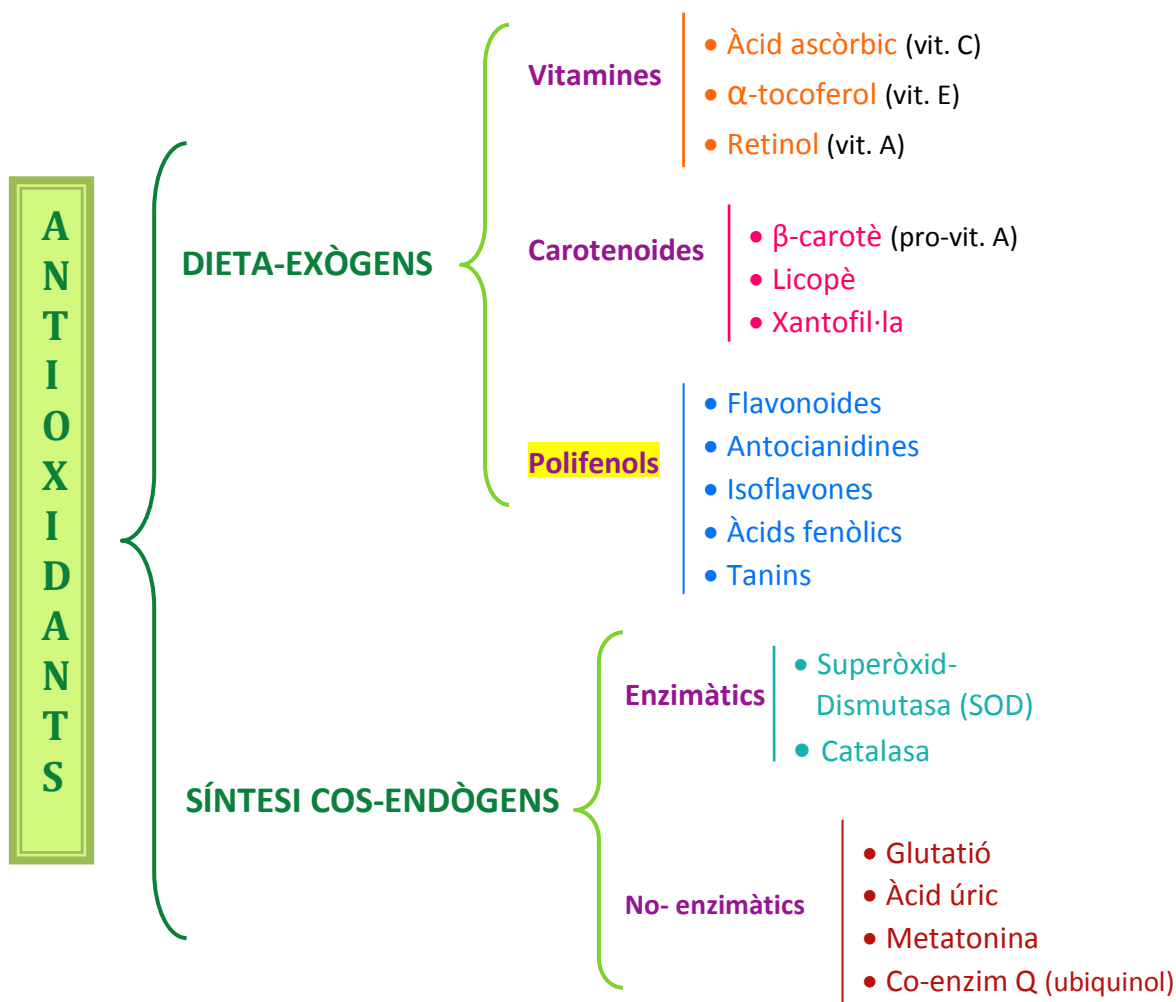 ANTIOXIDANTS
DIETA-EXÒGENS
Vitamines
• Àcid ascòrbic (vit. C)
• α-tocoferol (vit. E)
• Retinol (vit. A)
Carotenoides
• β-carotè (pro-vit. A)
• Licopè
• Xantofil·la
Polifenols
• Flavonoides
• Antocianidines
• Isoflavones
• Àcids fenòlics
• Tanins
SÍNTESI COS-ENDÒGENS
Enzimàtics
• Superòxid-
Dismutasa (SOD)
• Catalasa
No- enzimàtics
• Glutatió
• Àcid úric
• Metatonina
• Co-enzim Q (ubiquinol)